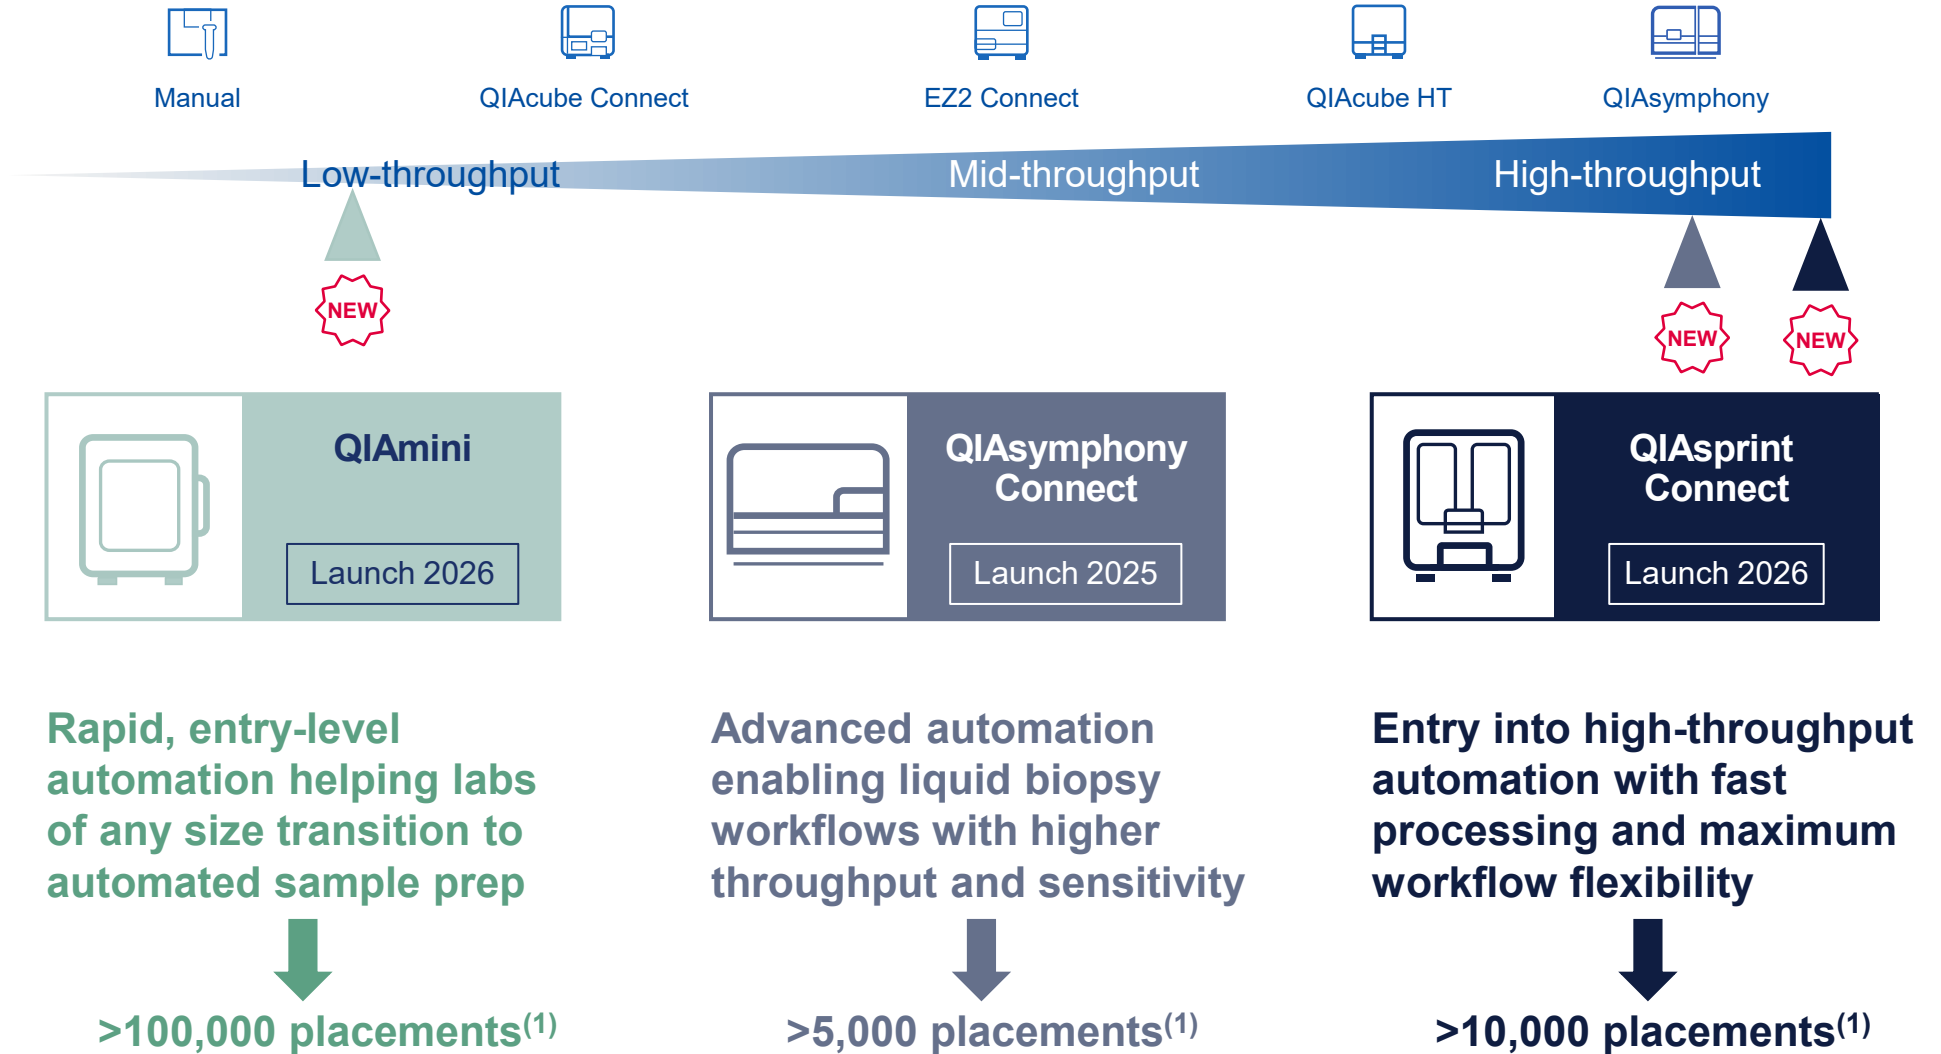 Manual
QIAcube Connect
EZ2 Connect
QIAcube HT
QIAsymphony
Low-throughput
Mid-throughput
High-throughput
NEW
NEW
NEW
QIAmini
Launch 2026
QIAsymphony
Connect
Launch 2025
QIAsprint
Connect
Launch 2026
Rapid, entry-level
automation helping labs
of any size transition to
automated sample prep
>100,000 placements(1)
Advanced automation
enabling liquid biopsy
workflows with higher
throughput and sensitivity
>5,000 placements(1)
Entry into high-throughput
automation with fast
processing and maximum
workflow flexibility
>10,000 placements(1)